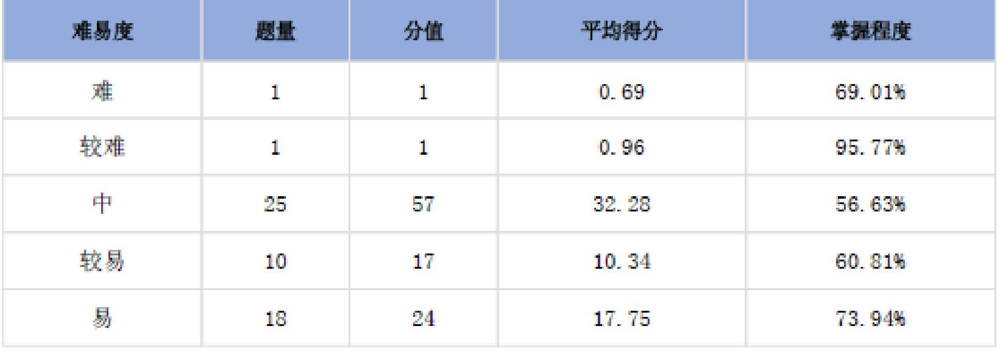 难易度 题量 分值 平均得分 掌握程度
难 1 1 0.69 69.01%
较难 1 1 0.96 95.77%
中 25 57 32.28 56.63%
较易 10 17 10.34 60.81%
易 18 24 17.75 73.94%